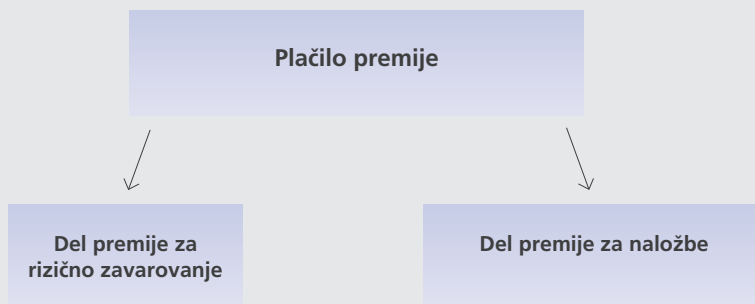 Plačilo premije
Del premije za
rizično zavarovanje
Del premije za naložbe